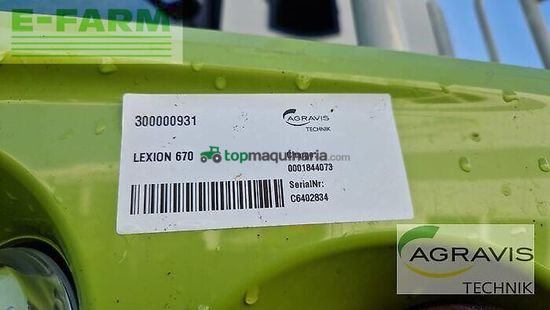 E-FARM
300000931
AGRAVIS
TECHNIK
LEXION 670
topmaquinaria.com
0001844073
SerialNr:
C6402834
AGRAVIS
TECHNIK